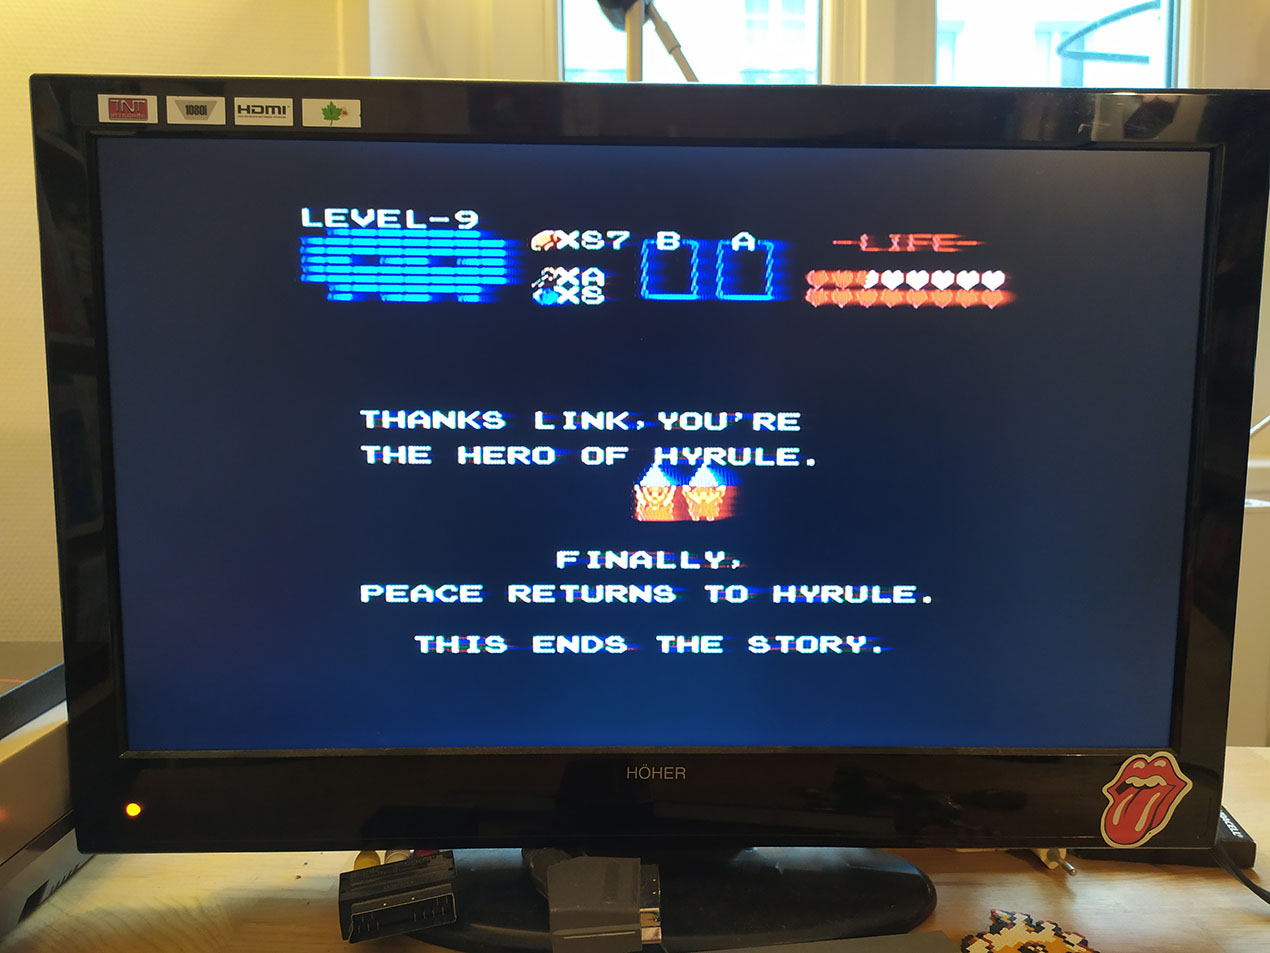 TNT
1080i
HDMI
LEVEL-9
X87 B A -LIFE-
XA
X8
THANKS LINK,YOU'RE
THE HERO OF HYRULE.
FINALLY,
PEACE RETURNS TO HYRULE.
THIS ENDS THE STORY.
HÖHER